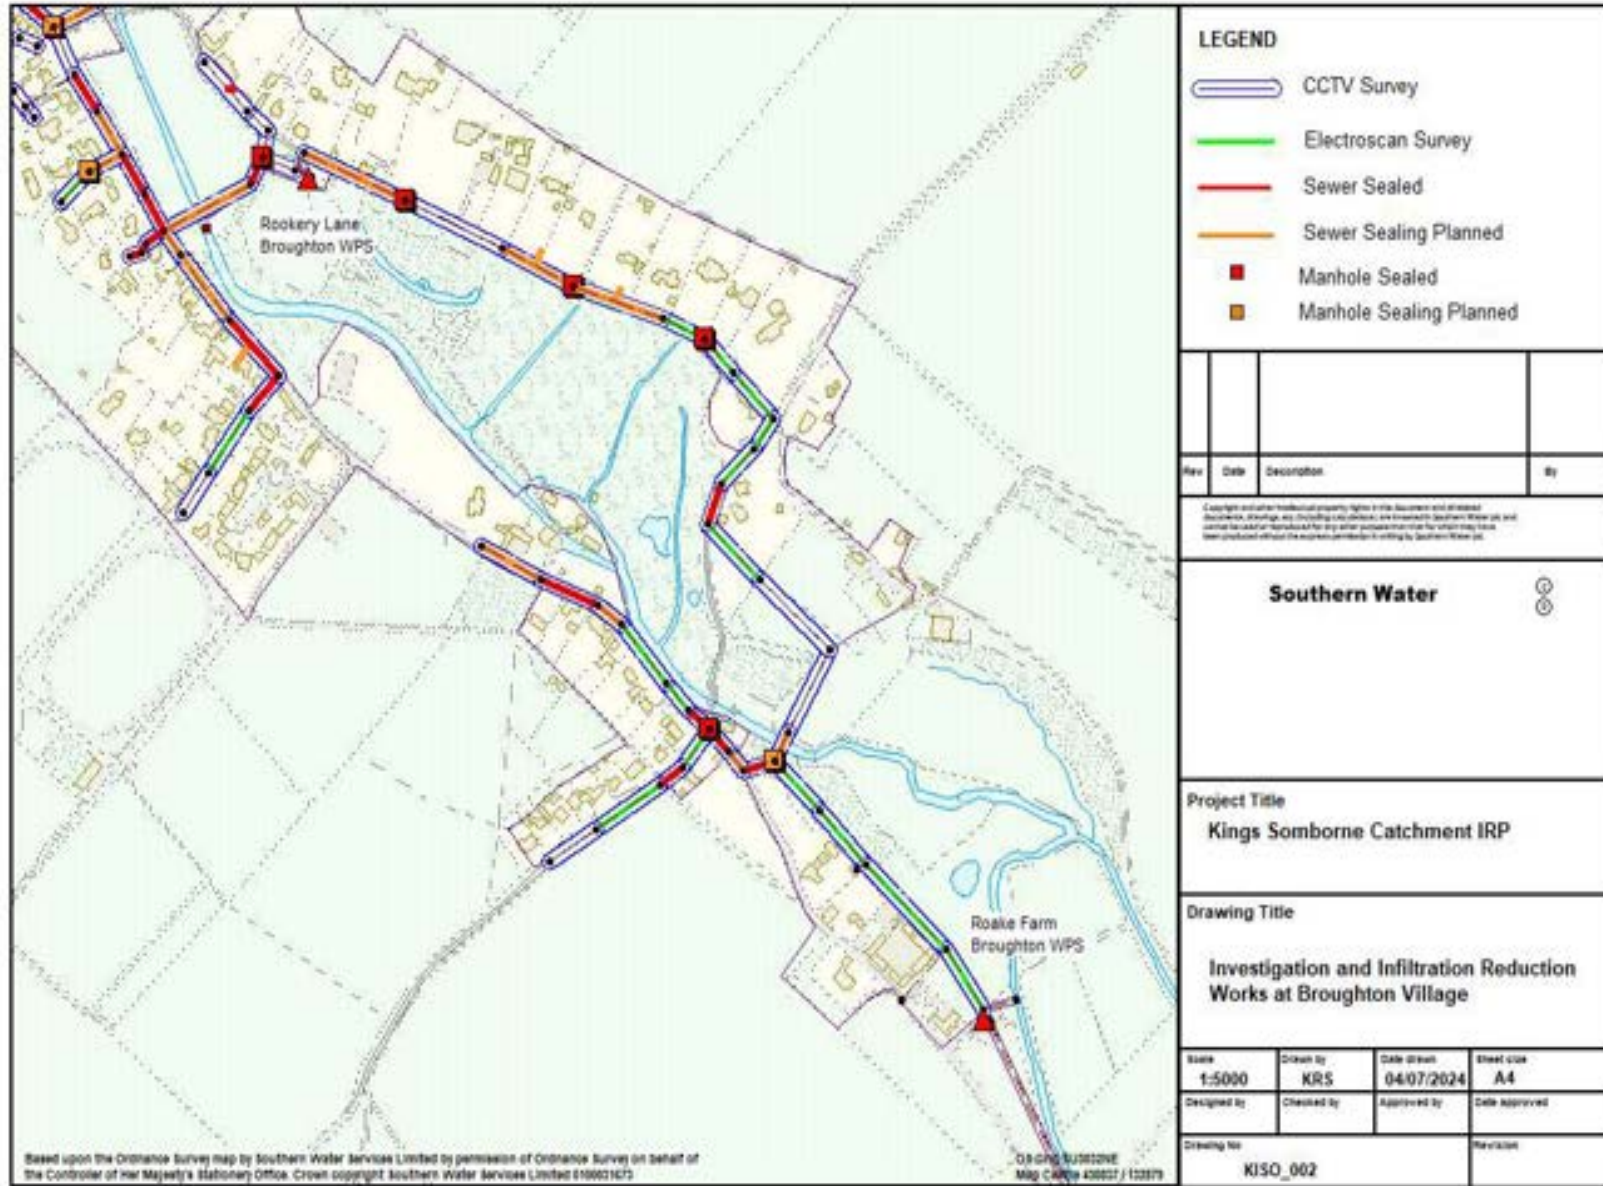 Rookery Lane
Broughton WPS
Roake Farm
Broughton WPS
Based upon the Ordnance Survey map by Southern Water Services Limited by permission of Ordnance Survey on behalf of
the Controller of Her Majesty's Stationery Office. Crown copyright Southern Water Services Limited
LEGEND
CCTV Survey
Electroscan Survey
Sewer Sealed
Sewer Sealing Planned
Manhole Sealed
Manhole Sealing Planned
Rev Date Description By
Southern Water
Project Title
Kings Somborne Catchment IRP
Drawing Title
Investigation and Infiltration Reduction
Works at Broughton Village
Scale Drawn by Date drawn Sheet size
1:5000 KRS 04/07/2024 A4
Designed by Checked by Approved by Date approved
Drawing No Revision
KISO_002